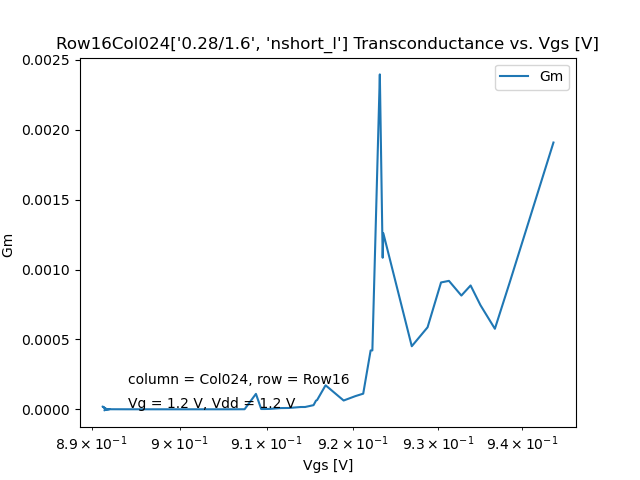 Row16Col024['0.28/1.6', 'nshort_l'] Transconductance vs. Vgs [V]
0.0025
Gm
0.0020
0.0015
Gm
0.0010
0.0005
column = Col024, row = Row16
Vg = 1.2 V, Vdd = 1.2 V
0.0000
8.9 × 10⁻¹ 9 × 10⁻¹ 9.1 × 10⁻¹ 9.2 × 10⁻¹ 9.3 × 10⁻¹ 9.4 × 10⁻¹
Vgs [V]